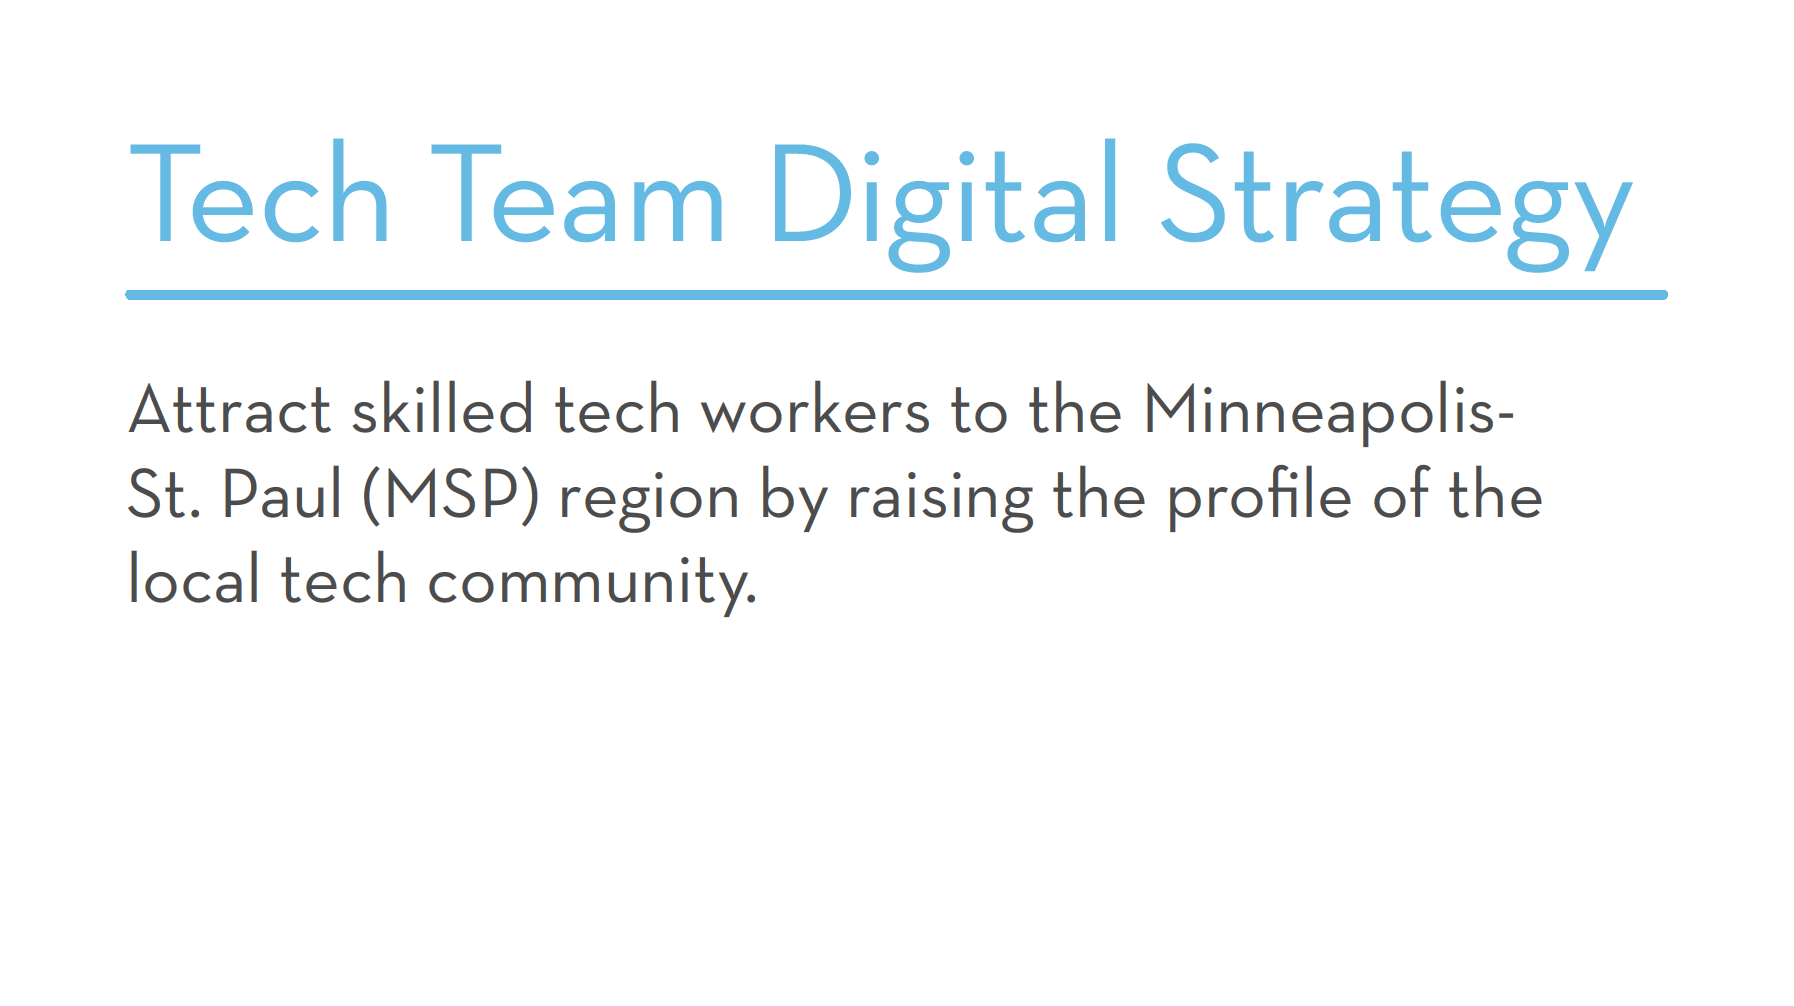 Tech Team Digital Strategy
Attract skilled tech workers to the Minneapolis-
St. Paul (MSP) region by raising the profile of the
local tech community.